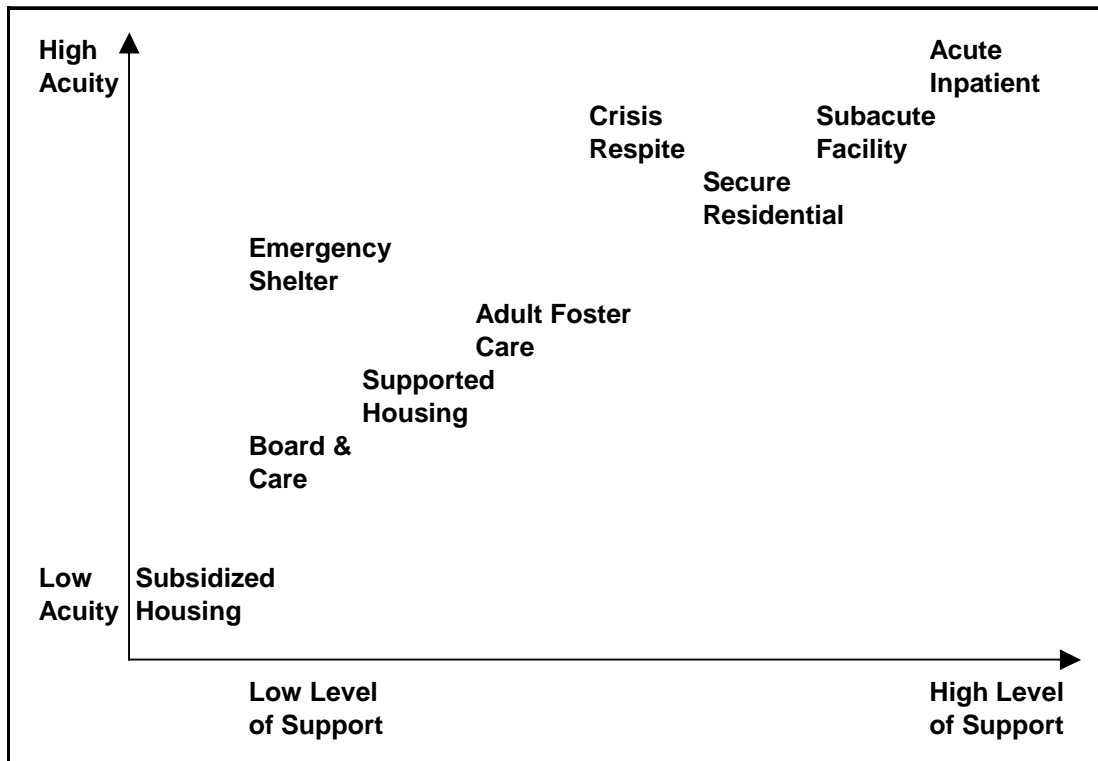 High
Acuity
Acute
Inpatient
Crisis
Respite
Subacute
Facility
Secure
Residential
Emergency
Shelter
Adult Foster
Care
Supported
Housing
Board &
Care
Low
Acuity
Subsidized
Housing
Low Level
of Support
High Level
of Support